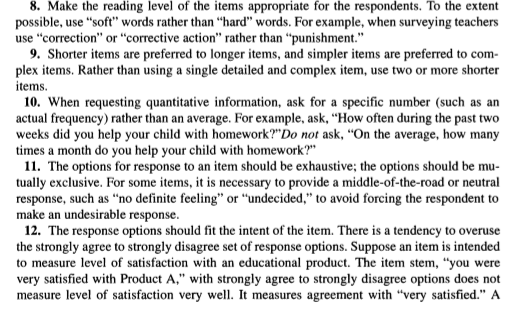 8. Make the reading level of the items appropriate for the respondents. To the extent
possible, use “soft” words rather than “hard” words. For example, when surveying teachers
use “correction” or “corrective action” rather than “punishment.”
9. Shorter items are preferred to longer items, and simpler items are preferred to com-
plex items. Rather than using a single detailed and complex item, use two or more shorter
items.
10. When requesting quantitative information, ask for a specific number (such as an
actual frequency) rather than an average. For example, ask, “How often during the past two
weeks did you help your child with homework?” Do not ask, “On the average, how many
times a month do you help your child with homework?”
11. The options for response to an item should be exhaustive; the options should be mu-
tually exclusive. For some items, it is necessary to provide a middle-of-the-road or neutral
response, such as “no definite feeling” or “undecided,” to avoid forcing the respondent to
make an undesirable response.
12. The response options should fit the intent of the item. There is a tendency to overuse
the strongly agree to strongly disagree set of response options. Suppose an item is intended
to measure level of satisfaction with an educational product. The item stem, “you were
very satisfied with Product A,” with strongly agree to strongly disagree options does not
measure level of satisfaction very well. It measures agreement with “very satisfied.” A